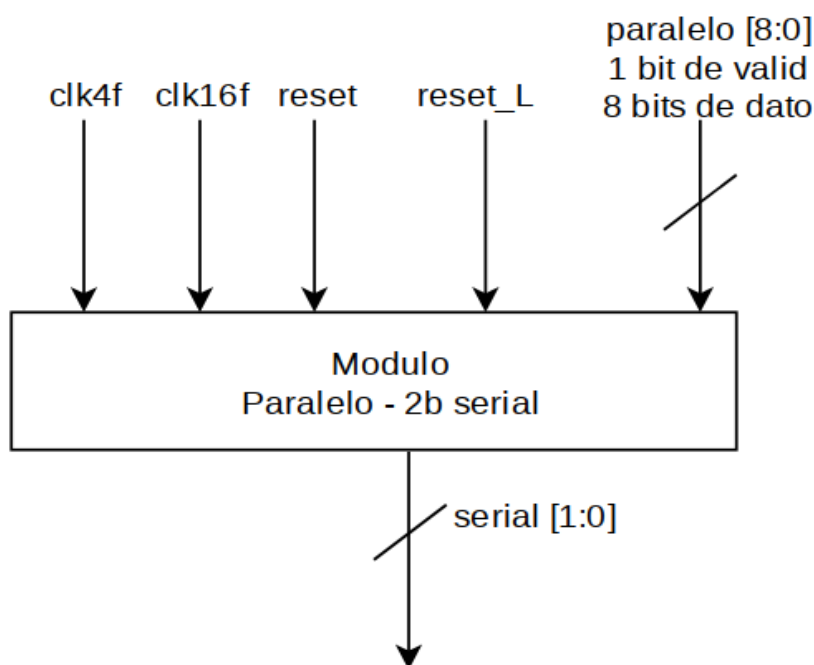 clk4f
clk16f
reset
reset_L
paralelo [8:0]
1 bit de valid
8 bits de dato
Modulo
Paralelo - 2b serial
serial [1:0]